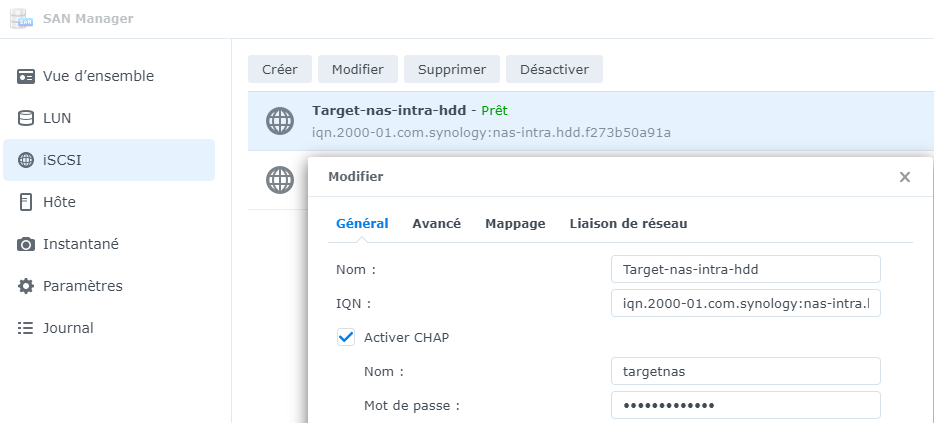 SAN Manager
Vue d’ensemble
LUN
iSCSI
Hôte
Instantané
Paramètres
Journal
Créer Modifier Supprimer Désactiver
Target-nas-intra-hdd - Prêt
iqn.2000-01.com.synology:nas-intra.hdd.f273b50a91a
Modifier
Général Avancé Mappage Liaison de réseau
Nom : Target-nas-intra-hdd
IQN : iqn.2000-01.com.synology:nas-intra.l
Activer CHAP
Nom : targetnas
Mot de passe : •••••••••••••